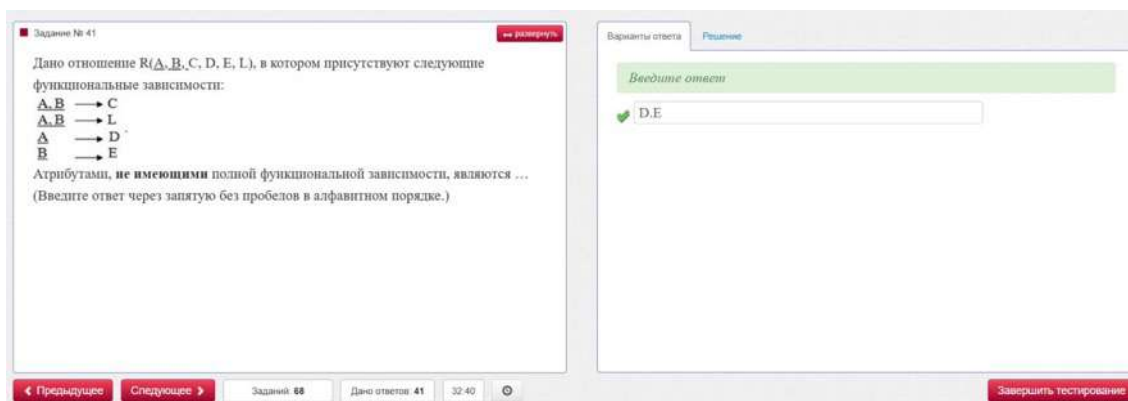 Задание № 41
развернуть
Дано отношение R(A, B, C, D, E, L), в котором присутствуют следующие
функциональные зависимости:
A, B → C
A, B → L
A → D
B → E
Атрибутами, не имеющими полной функциональной зависимости, являются …
(Введите ответ через запятую без пробелов в алфавитном порядке.)
Варианты ответа
Решение
Введите ответ
D.E
Предыдущее
Следующее
Заданий: 68
Дано ответов: 41
32:40
Завершить тестирование